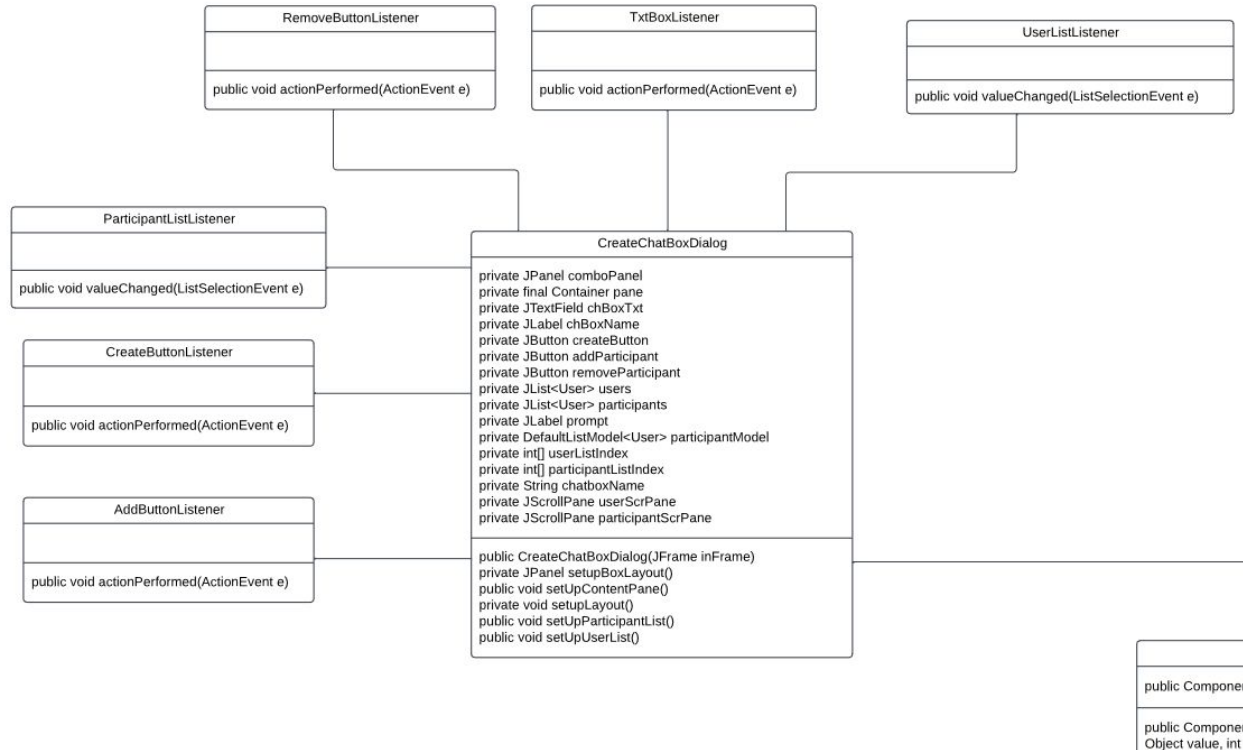 RemoveButtonListener
public void actionPerformed(ActionEvent e)
TxtBoxListener
public void actionPerformed(ActionEvent e)
UserListListener
public void valueChanged(ListSelectionEvent e)
ParticipantListListener
public void valueChanged(ListSelectionEvent e)
CreateButtonListener
public void actionPerformed(ActionEvent e)
AddButtonListener
public void actionPerformed(ActionEvent e)
CreateChatBoxDialog
private JPanel comboPanel
private final Container pane
private JTextField chBoxTxt
private JLabel chBoxName
private JButton createButton
private JButton addParticipant
private JButton removeParticipant
private JList<User> users
private JList<User> participants
private JLabel prompt
private DefaultListModel<User> participantModel
private int[] userListIndex
private int[] participantListIndex
private String chatboxName
private JScrollPane userScrPane
private JScrollPane participantScrPane
public CreateChatBoxDialog(JFrame inFrame)
private JPanel setupBoxLayout()
public void setUpContentPane()
private void setupLayout()
public void setUpParticipantList()
public void setUpUserList()
public
public
Object value, int